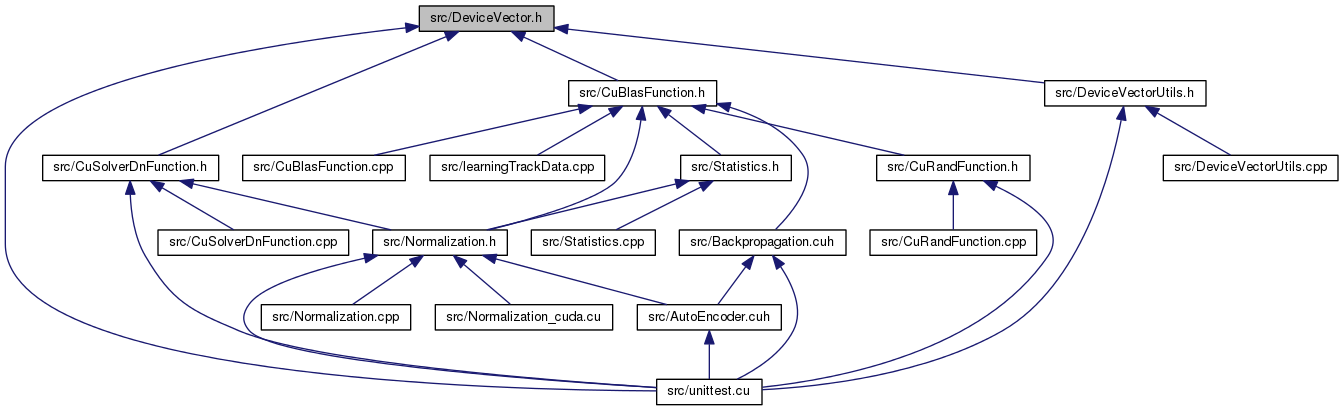 src/DeviceVector.h
src/CuBlasFunction.h
src/DeviceVectorUtils.h
src/CuSolverDnFunction.h
src/CuBlasFunction.cpp
src/learningTrackData.cpp
src/Statistics.h
src/CuRandFunction.h
src/DeviceVectorUtils.cpp
src/CuSolverDnFunction.cpp
src/Normalization.h
src/Statistics.cpp
src/Backpropagation.cuh
src/CuRandFunction.cpp
src/Normalization.cpp
src/Normalization_cuda.cu
src/AutoEncoder.cuh
src/unittest.cu